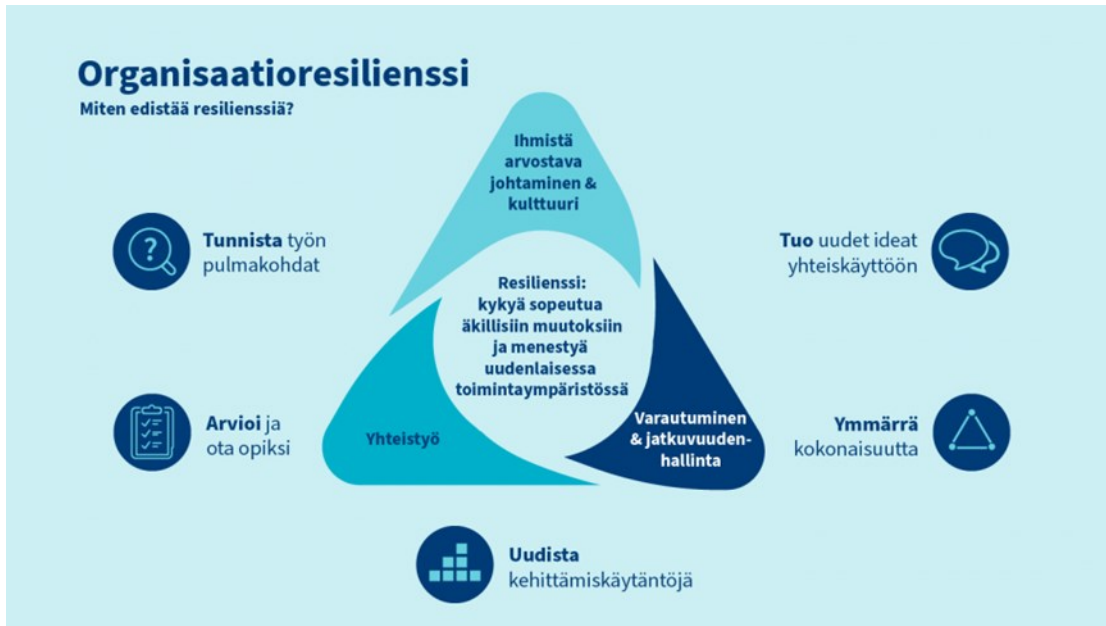 Organisaatioresilienssi
Miten edistää resilienssiä?
Ihmistä
arvostava
johtaminen &
kulttuuri
?
Tunnista työn
pulmakohdat
Tuo uudet ideat
yhteiskäyttöön
Resilienssi:
kykyä sopeutua
äkillisiin muutoksiin
ja menestyä
uudenlaisessa
toimintaympäristössä
Arvioi ja
ota opiksi
Yhteistyö
Varautuminen
& jatkuvuuden-
hallinta
Ymmärrä
kokonaisuutta
Uudista
kehittämiskäytäntöjä